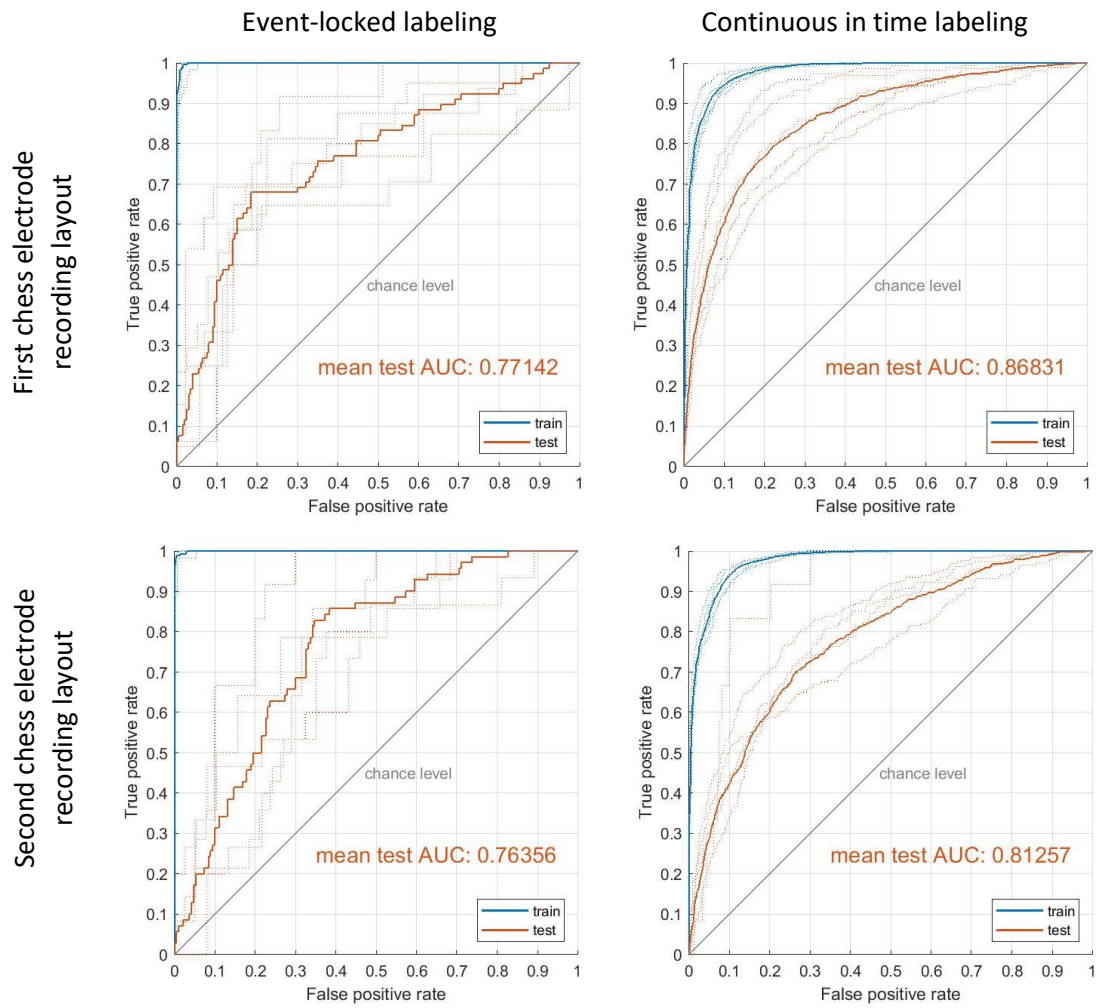 Event-locked labeling
Continuous in time labeling
First chess electrode
recording layout
1
0.9
0.8
0.7
0.6
0.5
0.4
0.3
0.2
0.1
0
True positive rate
chance level
mean test AUC: 0.77142
train
test
0 0.1 0.2 0.3 0.4 0.5 0.6 0.7 0.8 0.9 1
False positive rate
1
0.9
0.8
0.7
0.6
0.5
0.4
0.3
0.2
0.1
0
True positive rate
chance level
mean test AUC: 0.86831
train
test
0 0.1 0.2 0.3 0.4 0.5 0.6 0.7 0.8 0.9 1
False positive rate
Second chess electrode
recording layout
1
0.9
0.8
0.7
0.6
0.5
0.4
0.3
0.2
0.1
0
True positive rate
chance level
mean test AUC: 0.76356
train
test
0 0.1 0.2 0.3 0.4 0.5 0.6 0.7 0.8 0.9 1
False positive rate
1
0.9
0.8
0.7
0.6
0.5
0.4
0.3
0.2
0.1
0
True positive rate
chance level
mean test AUC: 0.81257
train
test
0 0.1 0.2 0.3 0.4 0.5 0.6 0.7 0.8 0.9 1
False positive rate